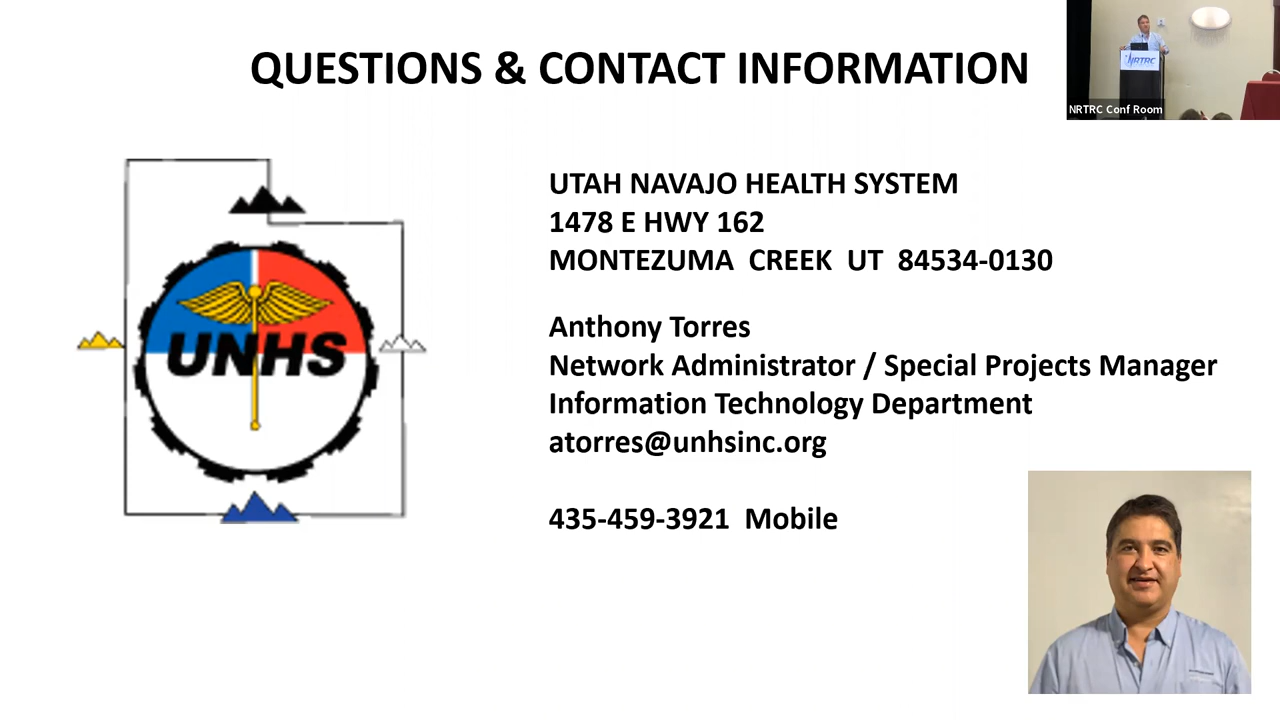 QUESTIONS & CONTACT INFORMATION
NRTRC
NRTRC Conf Room
UNHS
UTAH NAVAJO HEALTH SYSTEM
1478 E HWY 162
MONTEZUMA CREEK UT 84534-0130
Anthony Torres
Network Administrator / Special Projects Manager
Information Technology Department
atorres@unhsinc.org
435-459-3921 Mobile